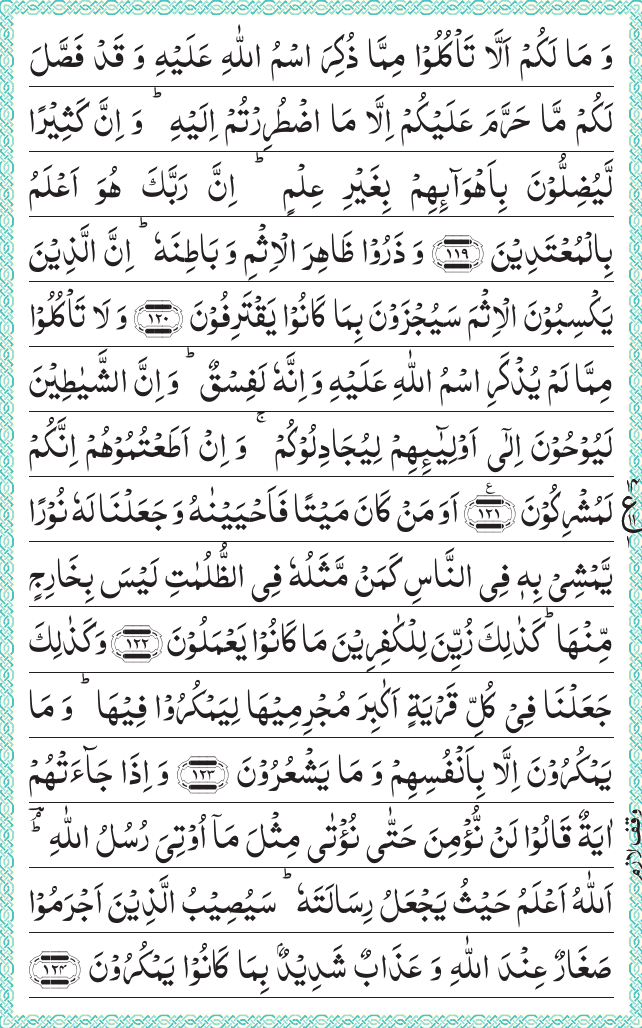 وَ مَا لَكُمْ اَلَّا تَاْكُلُوْا مِمَّا ذُكِرَ اسْمُ اللّٰهِ عَلَیْهِ وَ قَدْ فَصَّلَ
لَكُمْ مَّا حَرَّمَ عَلَیْكُمْ اِلَّا مَا اضْطُرِرْتُمْ اِلَیْهِ ؕ وَ اِنَّ كَثِیْرًا
لَّیُضِلُّوْنَ بِاَهْوَآىِٕهِمْ بِغَیْرِ عِلْمٍ ؕ اِنَّ رَبَّكَ هُوَ اَعْلَمُ
بِالْمُعْتَدِیْنَ ﴿۱۱۹﴾ وَ ذَرُوْا ظَاهِرَ الْاِثْمِ وَ بَاطِنَهٗ ؕ اِنَّ الَّذِیْنَ
یَكْسِبُوْنَ الْاِثْمَ سَیُجْزَوْنَ بِمَا كَانُوْا یَقْتَرِفُوْنَ ﴿۱۲۰﴾ وَ لَا تَاْكُلُوْا
مِمَّا لَمْ یُذْكَرِ اسْمُ اللّٰهِ عَلَیْهِ وَ اِنَّهٗ لَفِسْقٌ ؕ وَ اِنَّ الشَّیٰطِیْنَ
لَیُوْحُوْنَ اِلٰۤی اَوْلِیٰٓـِٕهِمْ لِیُجَادِلُوْكُمْ ۚ وَ اِنْ اَطَعْتُمُوْهُمْ اِنَّكُمْ
لَمُشْرِكُوْنَ ﴿۱۲۱﴾ ع اَوَ مَنْ كَانَ مَیْتًا فَاَحْیَیْنٰهُ وَ جَعَلْنَا لَهٗ نُوْرًا
یَّمْشِیْ بِهٖ فِی النَّاسِ كَمَنْ مَّثَلُهٗ فِی الظُّلُمٰتِ لَیْسَ بِخَارِجٍ
مِّنْهَا ؕ كَذٰلِكَ زُیِّنَ لِلْكٰفِرِیْنَ مَا كَانُوْا یَعْمَلُوْنَ ﴿۱۲۲﴾ وَ كَذٰلِكَ
جَعَلْنَا فِیْ كُلِّ قَرْیَةٍ اَكٰبِرَ مُجْرِمِیْهَا لِیَمْكُرُوْا فِیْهَا ؕ وَ مَا
یَمْكُرُوْنَ اِلَّا بِاَنْفُسِهِمْ وَ مَا یَشْعُرُوْنَ ﴿۱۲۳﴾ وَ اِذَا جَآءَتْهُمْ
اٰیَةٌ قَالُوْا لَنْ نُّؤْمِنَ حَتّٰی نُؤْتٰی مِثْلَ مَاۤ اُوْتِیَ رُسُلُ اللّٰهِ ؔۘؕ وقف لازم
اَللّٰهُ اَعْلَمُ حَیْثُ یَجْعَلُ رِسَالَتَهٗ ؕ سَیُصِیْبُ الَّذِیْنَ اَجْرَمُوْا
صَغَارٌ عِنْدَ اللّٰهِ وَ عَذَابٌ شَدِیْدٌۢ بِمَا كَانُوْا یَمْكُرُوْنَ ﴿۱۲۴﴾